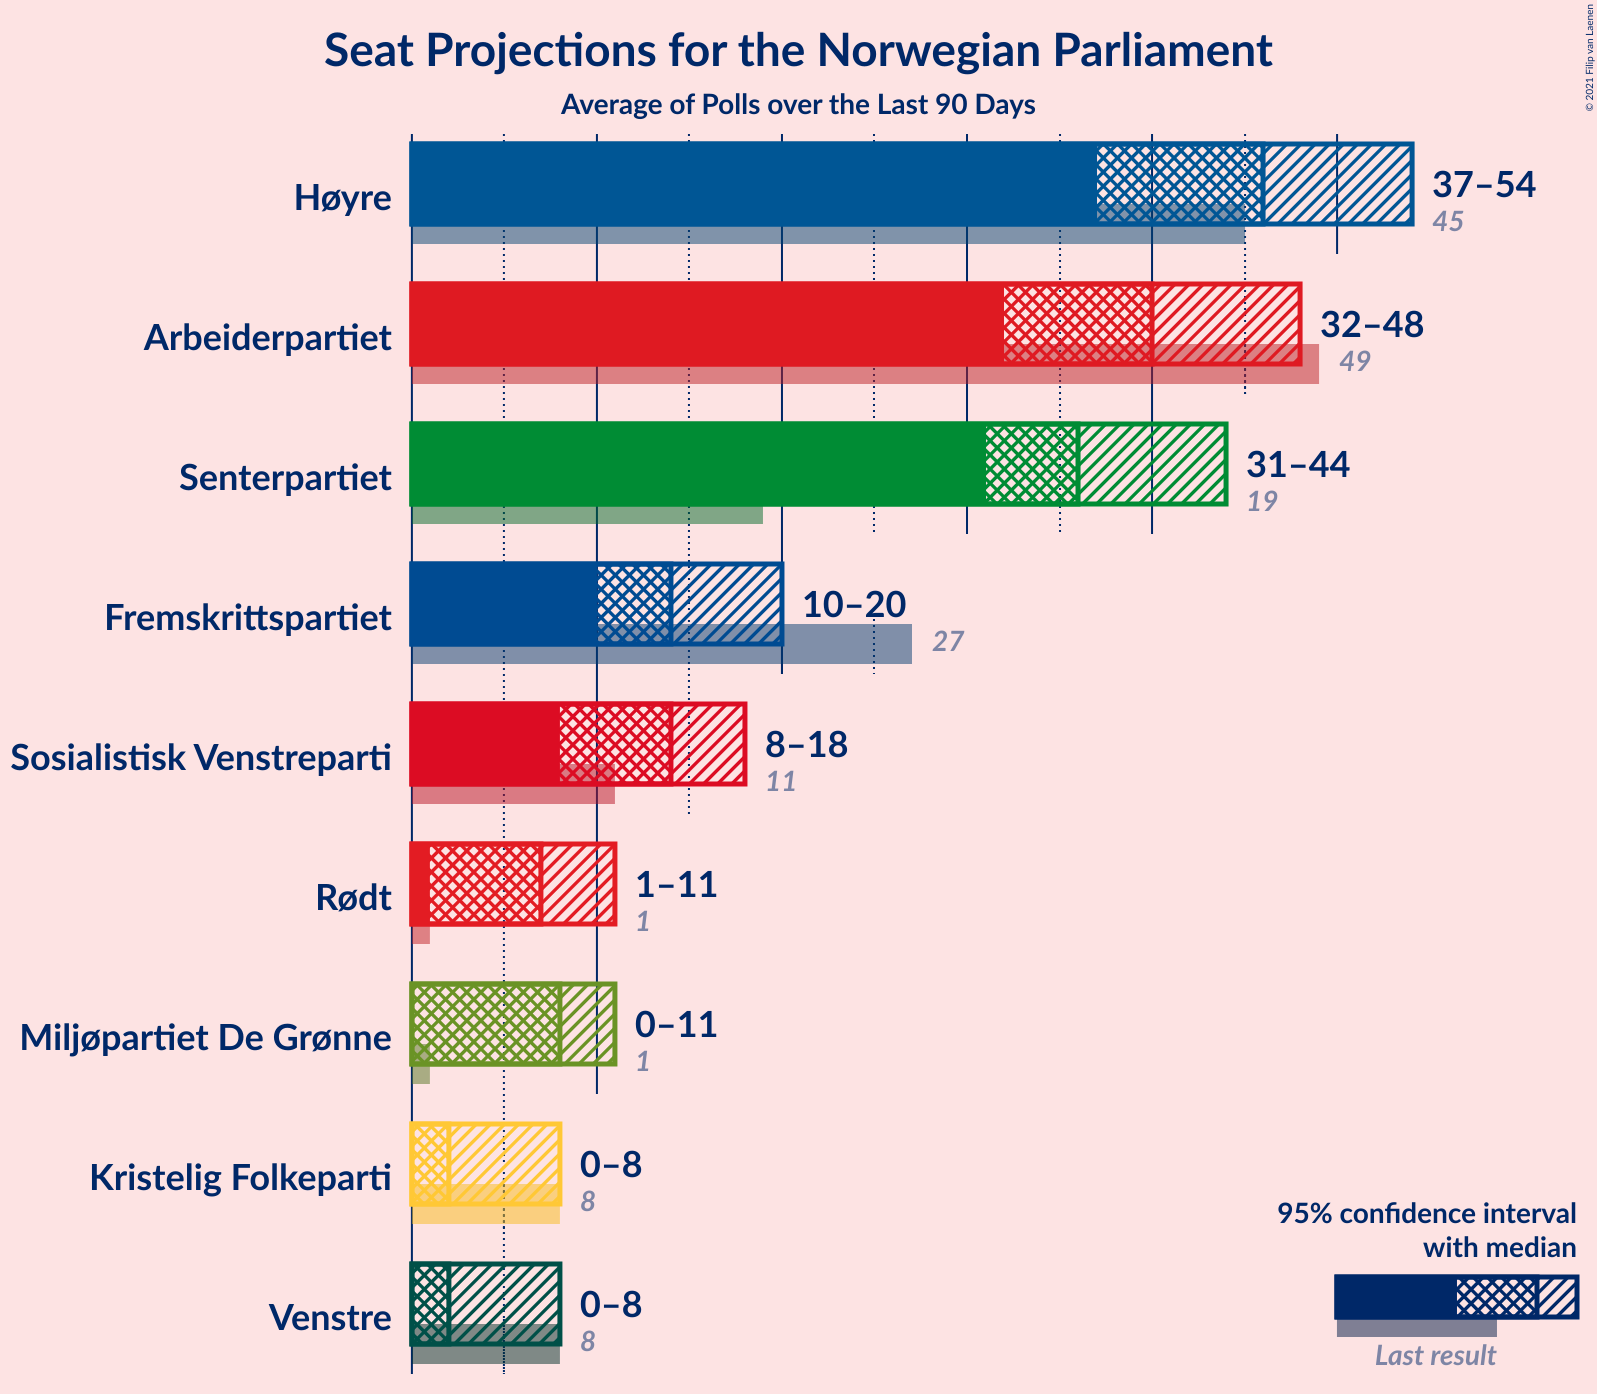 Seat Projections for the Norwegian Parliament
Average of Polls over the Last 90 Days
© 2021 Filip van Laenen
Høyre
37–54
45
Arbeiderpartiet
32–48
49
Senterpartiet
31–44
19
Fremskrittspartiet
10–20
27
Sosialistisk Venstreparti
8–18
11
Rødt
1–11
1
Miljøpartiet De Grønne
0–11
1
Kristelig Folkeparti
0–8
8
Venstre
0–8
8
95% confidence interval
with median
Last result